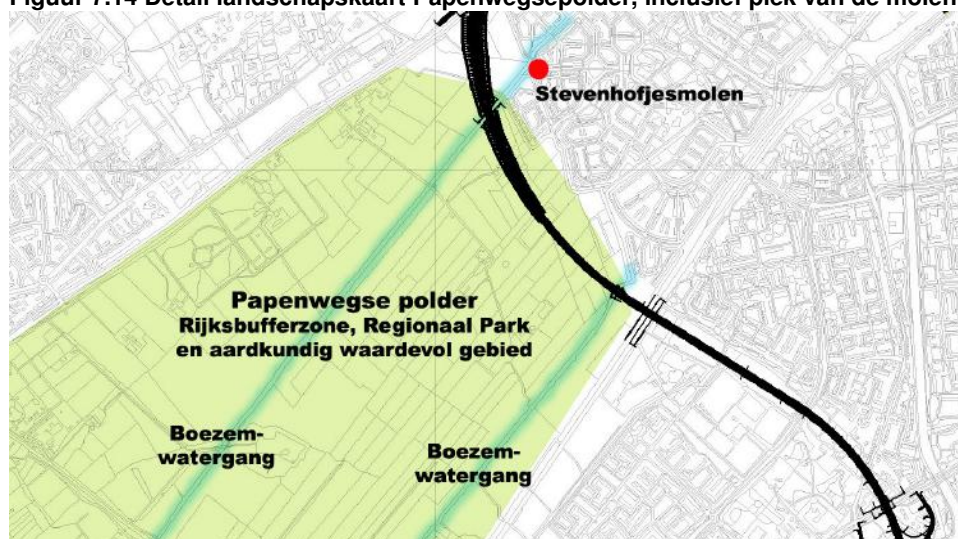 Figuur 7.14 Detail landschapskaart Papenwegsepolder, inclusief plek van de molen
Stevenhofjesmolen
Papenwegse polder
Rijksbufferzone, Regionaal Park
en aardkundig waardevol gebied
Boezem-
watergang
Boezem-
watergang